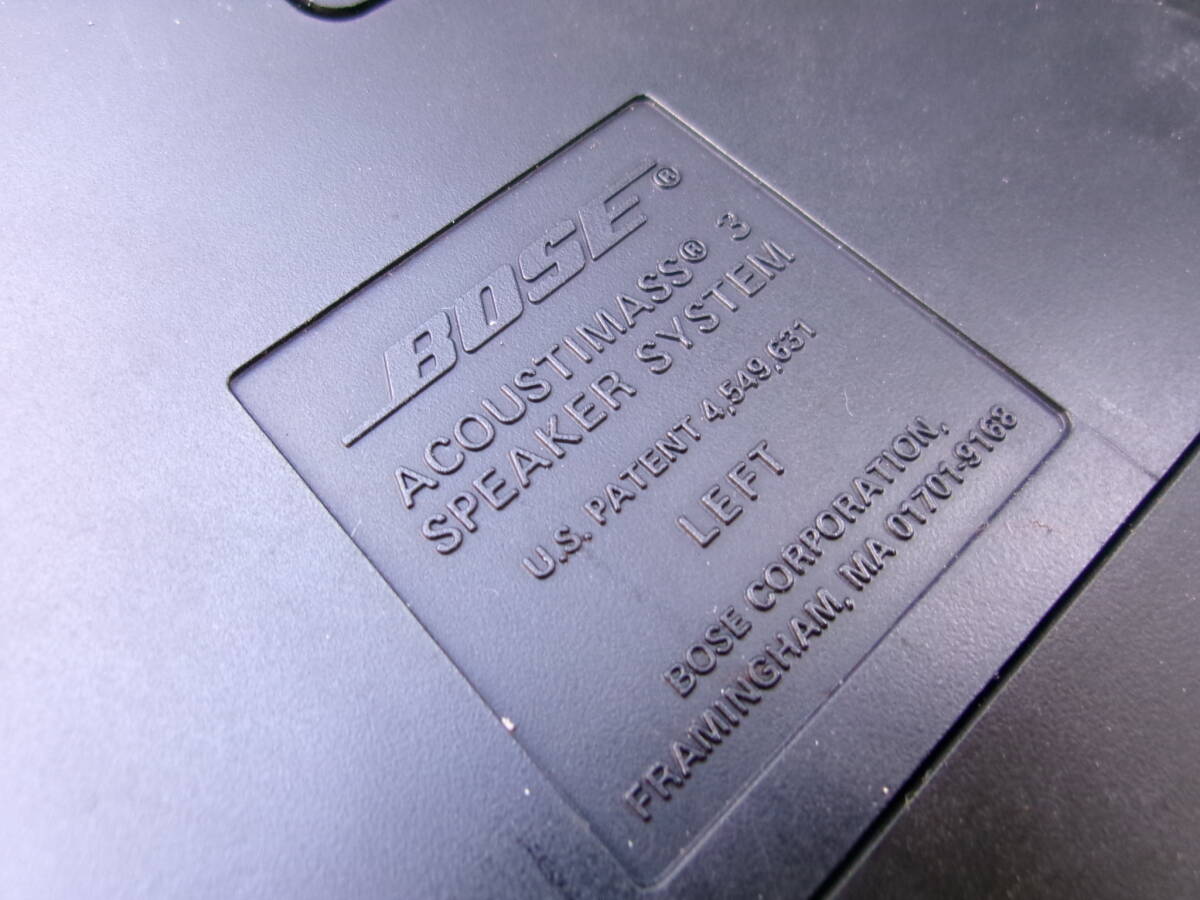 BOSE®
ACOUSTIMASS® 3
SPEAKER SYSTEM
U.S. PATENT 4,549,631
LEFT
BOSE CORPORATION,
FRAMINGHAM, MA 01701-9168